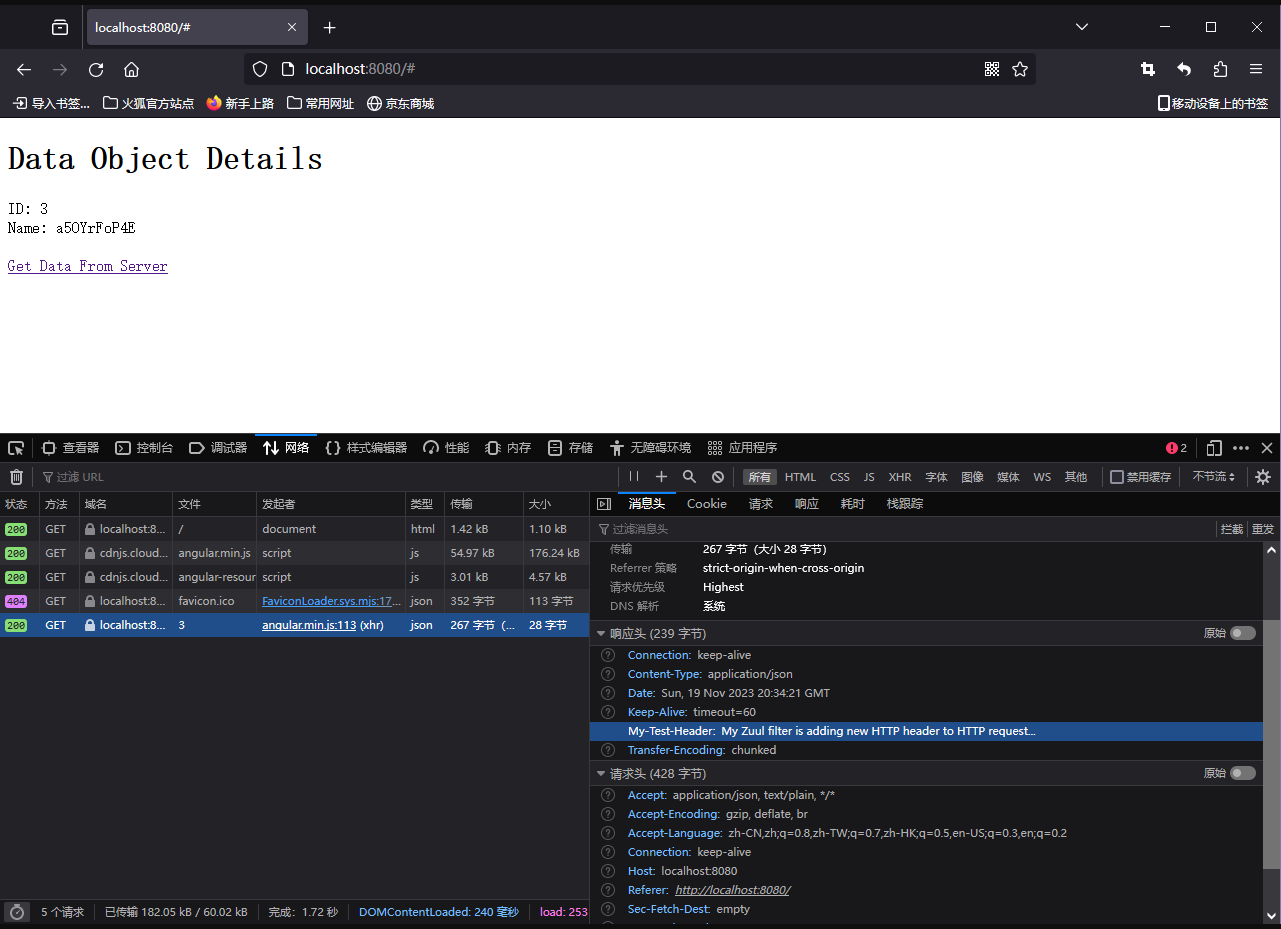 localhost:8080/#
localhost:8080/#
导入书签... 火狐官方站点 新手上路 常用网址 京东商城 移动设备上的书签
Data Object Details
ID: 3
Name: a5OYrFoP4E
Get Data From Server
查看器 控制台 调试器 网络 样式编辑器 性能 内存 存储 无障碍环境 应用程序 2
过滤 URL 所有 HTML CSS JS XHR 字体 图像 媒体 WS 其他 禁用缓存 不节流
状态 方法 域名 文件 发起者 类型 传输 大小
200 GET localhost:8... / document html 1.42 kB 1.10 kB
200 GET cdnjs.cloud... angular.min.js script js 54.97 kB 176.24 kB
200 GET cdnjs.cloud... angular-resour script js 3.01 kB 4.57 kB
404 GET localhost:8... favicon.ico FaviconLoader.sys.mjs:17... json 352 字节 113 字节
200 GET localhost:8... 3 angular.min.js:113 (xhr) json 267 字节 (... 28 字节
5 个请求 已传输 182.05 kB / 60.02 kB 完成：1.72 秒 DOMContentLoaded: 240 毫秒 load: 253
消息头 Cookie 请求 响应 耗时 栈跟踪
过滤消息头 拦截 重发
传输 267 字节（大小 28 字节）
Referrer 策略 strict-origin-when-cross-origin
请求优先级 Highest
DNS 解析 系统
响应头 (239 字节) 原始
Connection: keep-alive
Content-Type: application/json
Date: Sun, 19 Nov 2023 20:34:21 GMT
Keep-Alive: timeout=60
My-Test-Header: My Zuul filter is adding new HTTP header to HTTP request...
Transfer-Encoding: chunked
请求头 (428 字节) 原始
Accept: application/json, text/plain, */*
Accept-Encoding: gzip, deflate, br
Accept-Language: zh-CN,zh;q=0.8,zh-TW;q=0.7,zh-HK;q=0.5,en-US;q=0.3,en;q=0.2
Connection: keep-alive
Host: localhost:8080
Referer: http://localhost:8080/
Sec-Fetch-Dest: empty